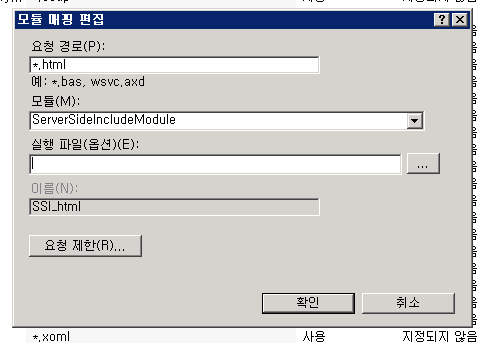 모듈 매핑 편집
요청 경로(P):
*.html
예: *.bas, wsvc.axd
모듈(M):
ServerSideIncludeModule
실행 파일(옵션)(E):
...
이름(N):
SSI_html
요청 제한(R)...
확인 취소
*.xoml 사용 지정되지 않음